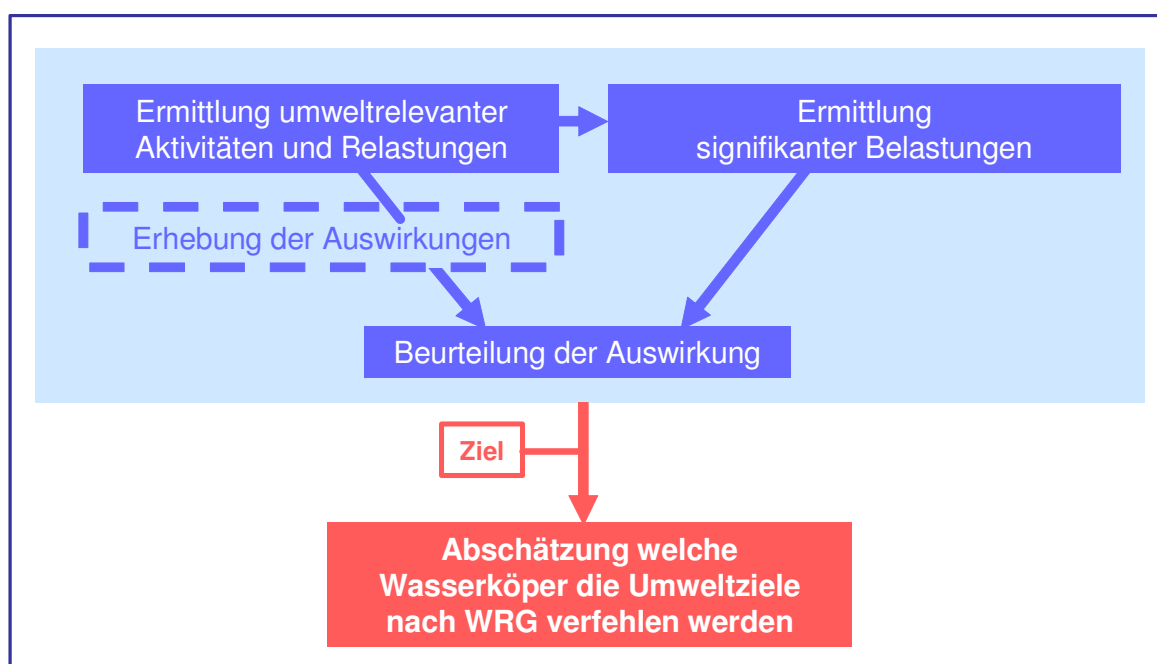 Ermittlung umweltrelevanter
Aktivitäten und Belastungen
Ermittlung
signifikanter Belastungen
Erhebung der Auswirkungen
Beurteilung der Auswirkung
Ziel
Abschätzung welche
Wasserköper die Umweltziele
nach WRG verfehlen werden